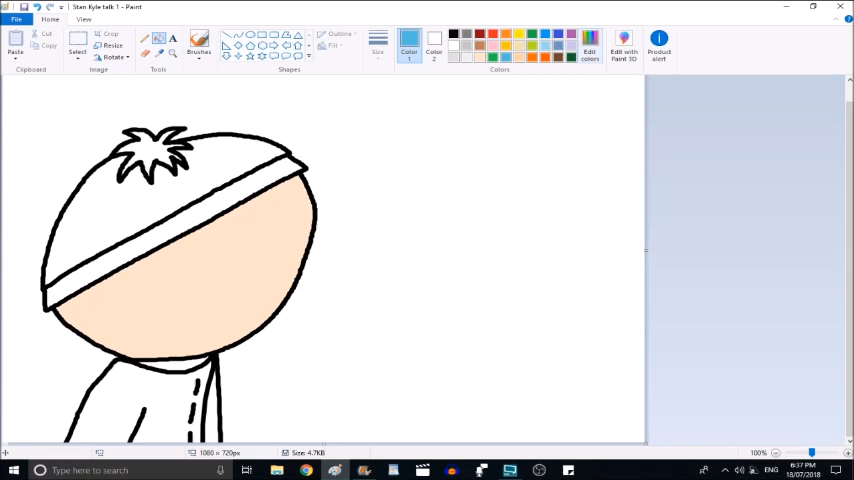 Stan Kyle talk 1 - Paint
File Home View
Paste
Cut
Copy
Clipboard
Select
Crop
Resize
Rotate
Image
A
Tools
Brushes
Outline
Fill
Shapes
Size
Color
1
Color
2
Colors
Edit
colors
Edit with
Paint 3D
Product
alert
1080 × 720px
Size: 4.7KB
100%
Type here to search
ENG
6:37 PM
18/07/2018